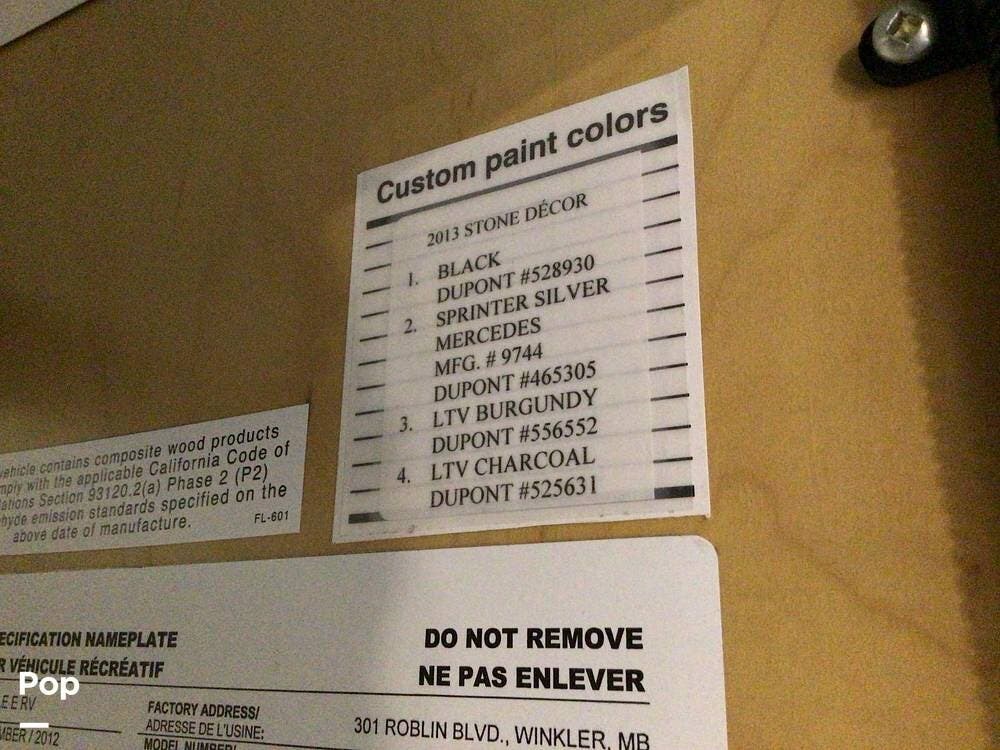 Custom paint colors
2013 STONE DÉCOR
1. BLACK
DUPONT #528930
2. SPRINTER SILVER
MERCEDES
MFG. # 9744
DUPONT #465305
3. LTV BURGUNDY
DUPONT #556552
4. LTV CHARCOAL
DUPONT #525631
vehicle contains composite wood products
mply with the applicable California Code of
lations Section 93120.2(a) Phase 2 (P2)
hyde emission standards specified on the
above date of manufacture.
FL-601
ECIFICATION NAMEPLATE
R VÉHICULE RÉCRÉATIF
DO NOT REMOVE
NE PAS ENLEVER
Pop
E E RV
MBER / 2012
FACTORY ADDRESS/
ADRESSE DE L'USINE:
301 ROBLIN BLVD., WINKLER, MB
MODEL NUMBER/